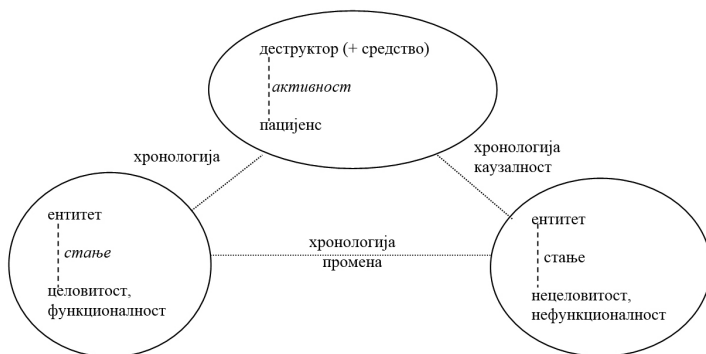 деструктор (+ средство)
активност
пацијенс
хронологија
хронологија
каузалност
ентитет
стање
целовитост,
функционалност
хронологија
промена
ентитет
стање
нецеловитост,
нефункционалност